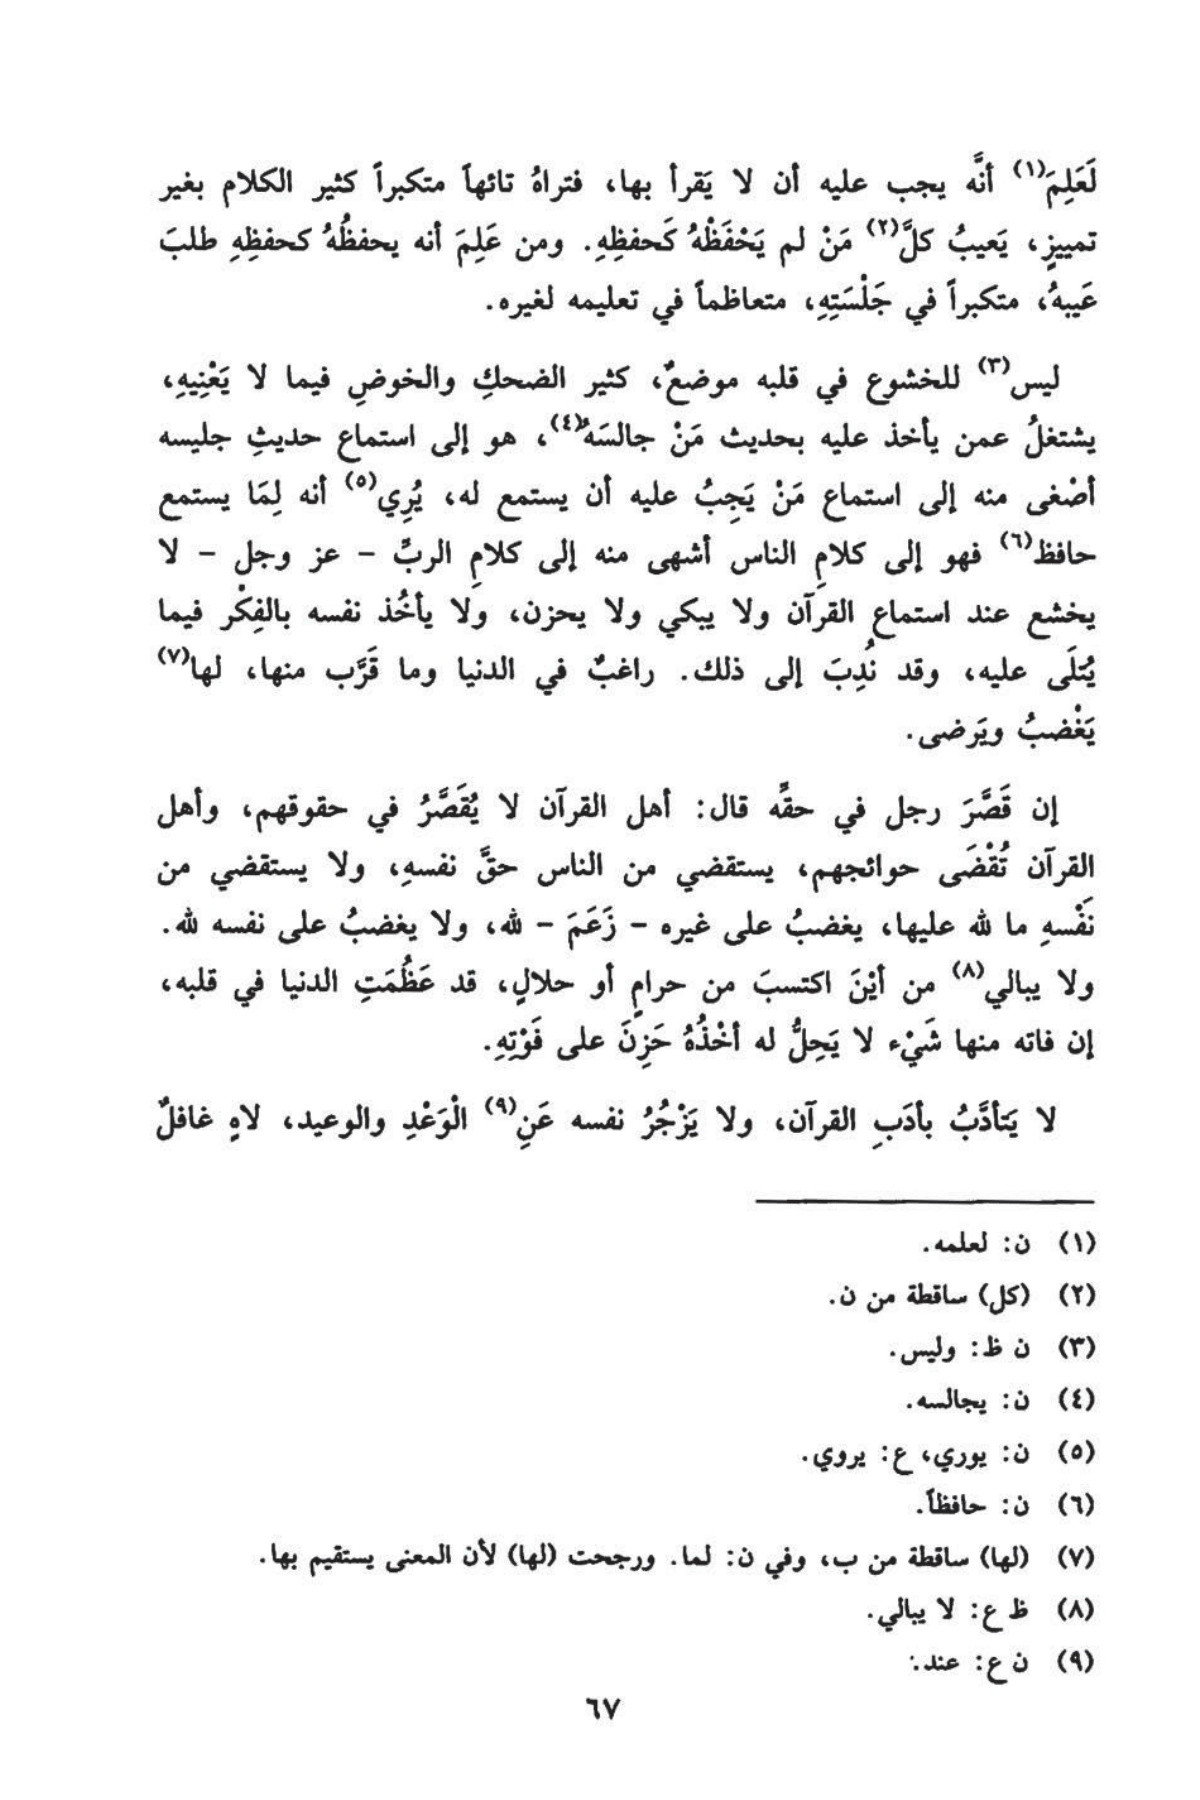 لَعَلِمَ(١) أنَّه يجب عليه أن لا يَقرأ بها، فتراهُ تائهاً متكبراً كثير الكلام بغير
تمييزٍ، يَعيبُ كلَّ(٢) مَنْ لم يَحْفَظْهُ كَحفظِهِ. ومن عَلِمَ أنه يحفظُهُ كحفظِهِ طلبَ
عَيبهُ، متكبراً في جَلْسَتِهِ، متعاظماً في تعليمه لغيره.
ليس(٣) للخشوع في قلبه موضعٌ، كثير الضحكِ والخوضِ فيما لا يَعْنِيهِ،
يشتغلُ عمن يأخذ عليه بحديث مَنْ جالسَهُ(٤)، هو إلى استماع حديثِ جليسه
أصْغى منه إلى استماع مَنْ يَجِبُ عليه أن يستمع له، يُرِي(٥) أنه لِمَا يستمع
حافظ(٦) فهو إلى كلامِ الناس أشهى منه إلى كلامِ الربِّ - عز وجل - لا
يخشع عند استماع القرآن ولا يبكي ولا يحزن، ولا يأخُذ نفسه بالفِكْر فيما
يُتلَى عليه، وقد نُدِبَ إلى ذلك. راغبٌ في الدنيا وما قَرَّب منها، لها(٧)
يَغْضبُ ويَرضى.
إن قَصَّرَ رجل في حقِّه قال: أهل القرآن لا يُقَصَّرُ في حقوقهم، وأهل
القرآن تُقْضَى حوائجهم، يستقضي من الناس حقَّ نفسهِ، ولا يستقضي من
نَفْسهِ ما لله عليها، يغضبُ على غيره - زَعَمَ - لله، ولا يغضبُ على نفسه لله.
ولا يبالي(٨) من أيْنَ اكتسبَ من حرامٍ أو حلالٍ، قد عَظُمَتِ الدنيا في قلبه،
إن فاته منها شَيْء لا يَحِلُّ له أخْذُهُ حَزِنَ على فَوْتِهِ.
لا يَتأدَّبُ بأدَبِ القرآن، ولا يَزْجُرُ نفسه عَنِ(٩) الْوَعْدِ والوعيد، لاهٍ غافلٌ
(١) ن: لعلمه.
(٢) (كل) ساقطة من ن.
(٣) ن ظ: وليس.
(٤) ن: يجالسه.
(٥) ن: يوري، ع: يروي.
(٦) ن: حافظاً.
(٧) (لها) ساقطة من ب، وفي ن: لما. ورجحت (لها) لأن المعنى يستقيم بها.
(٨) ظ ع: لا يبالي.
(٩) ن ع: عند.
٦٧